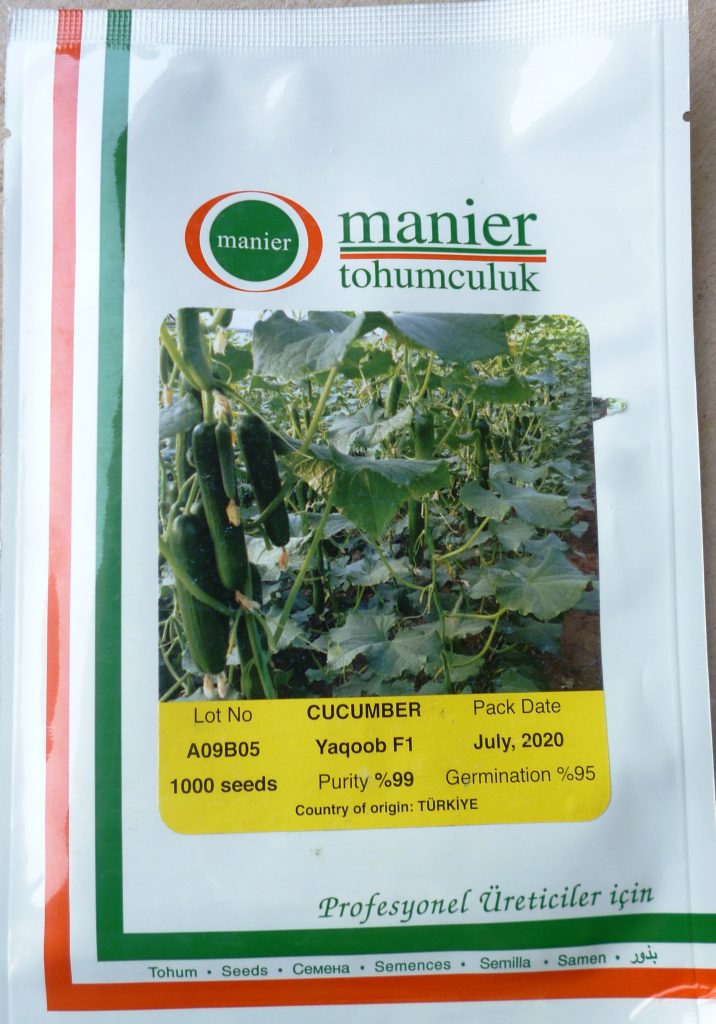 manier
manier
tohumculuk
Lot No CUCUMBER Pack Date
A09B05 Yaqoob F1 July, 2020
1000 seeds Purity %99 Germination %95
Country of origin: TÜRKİYE
Profesyonel Üreticiler için
Tohum • Seeds • Семена • Semences • Semilla • Samen • بذور